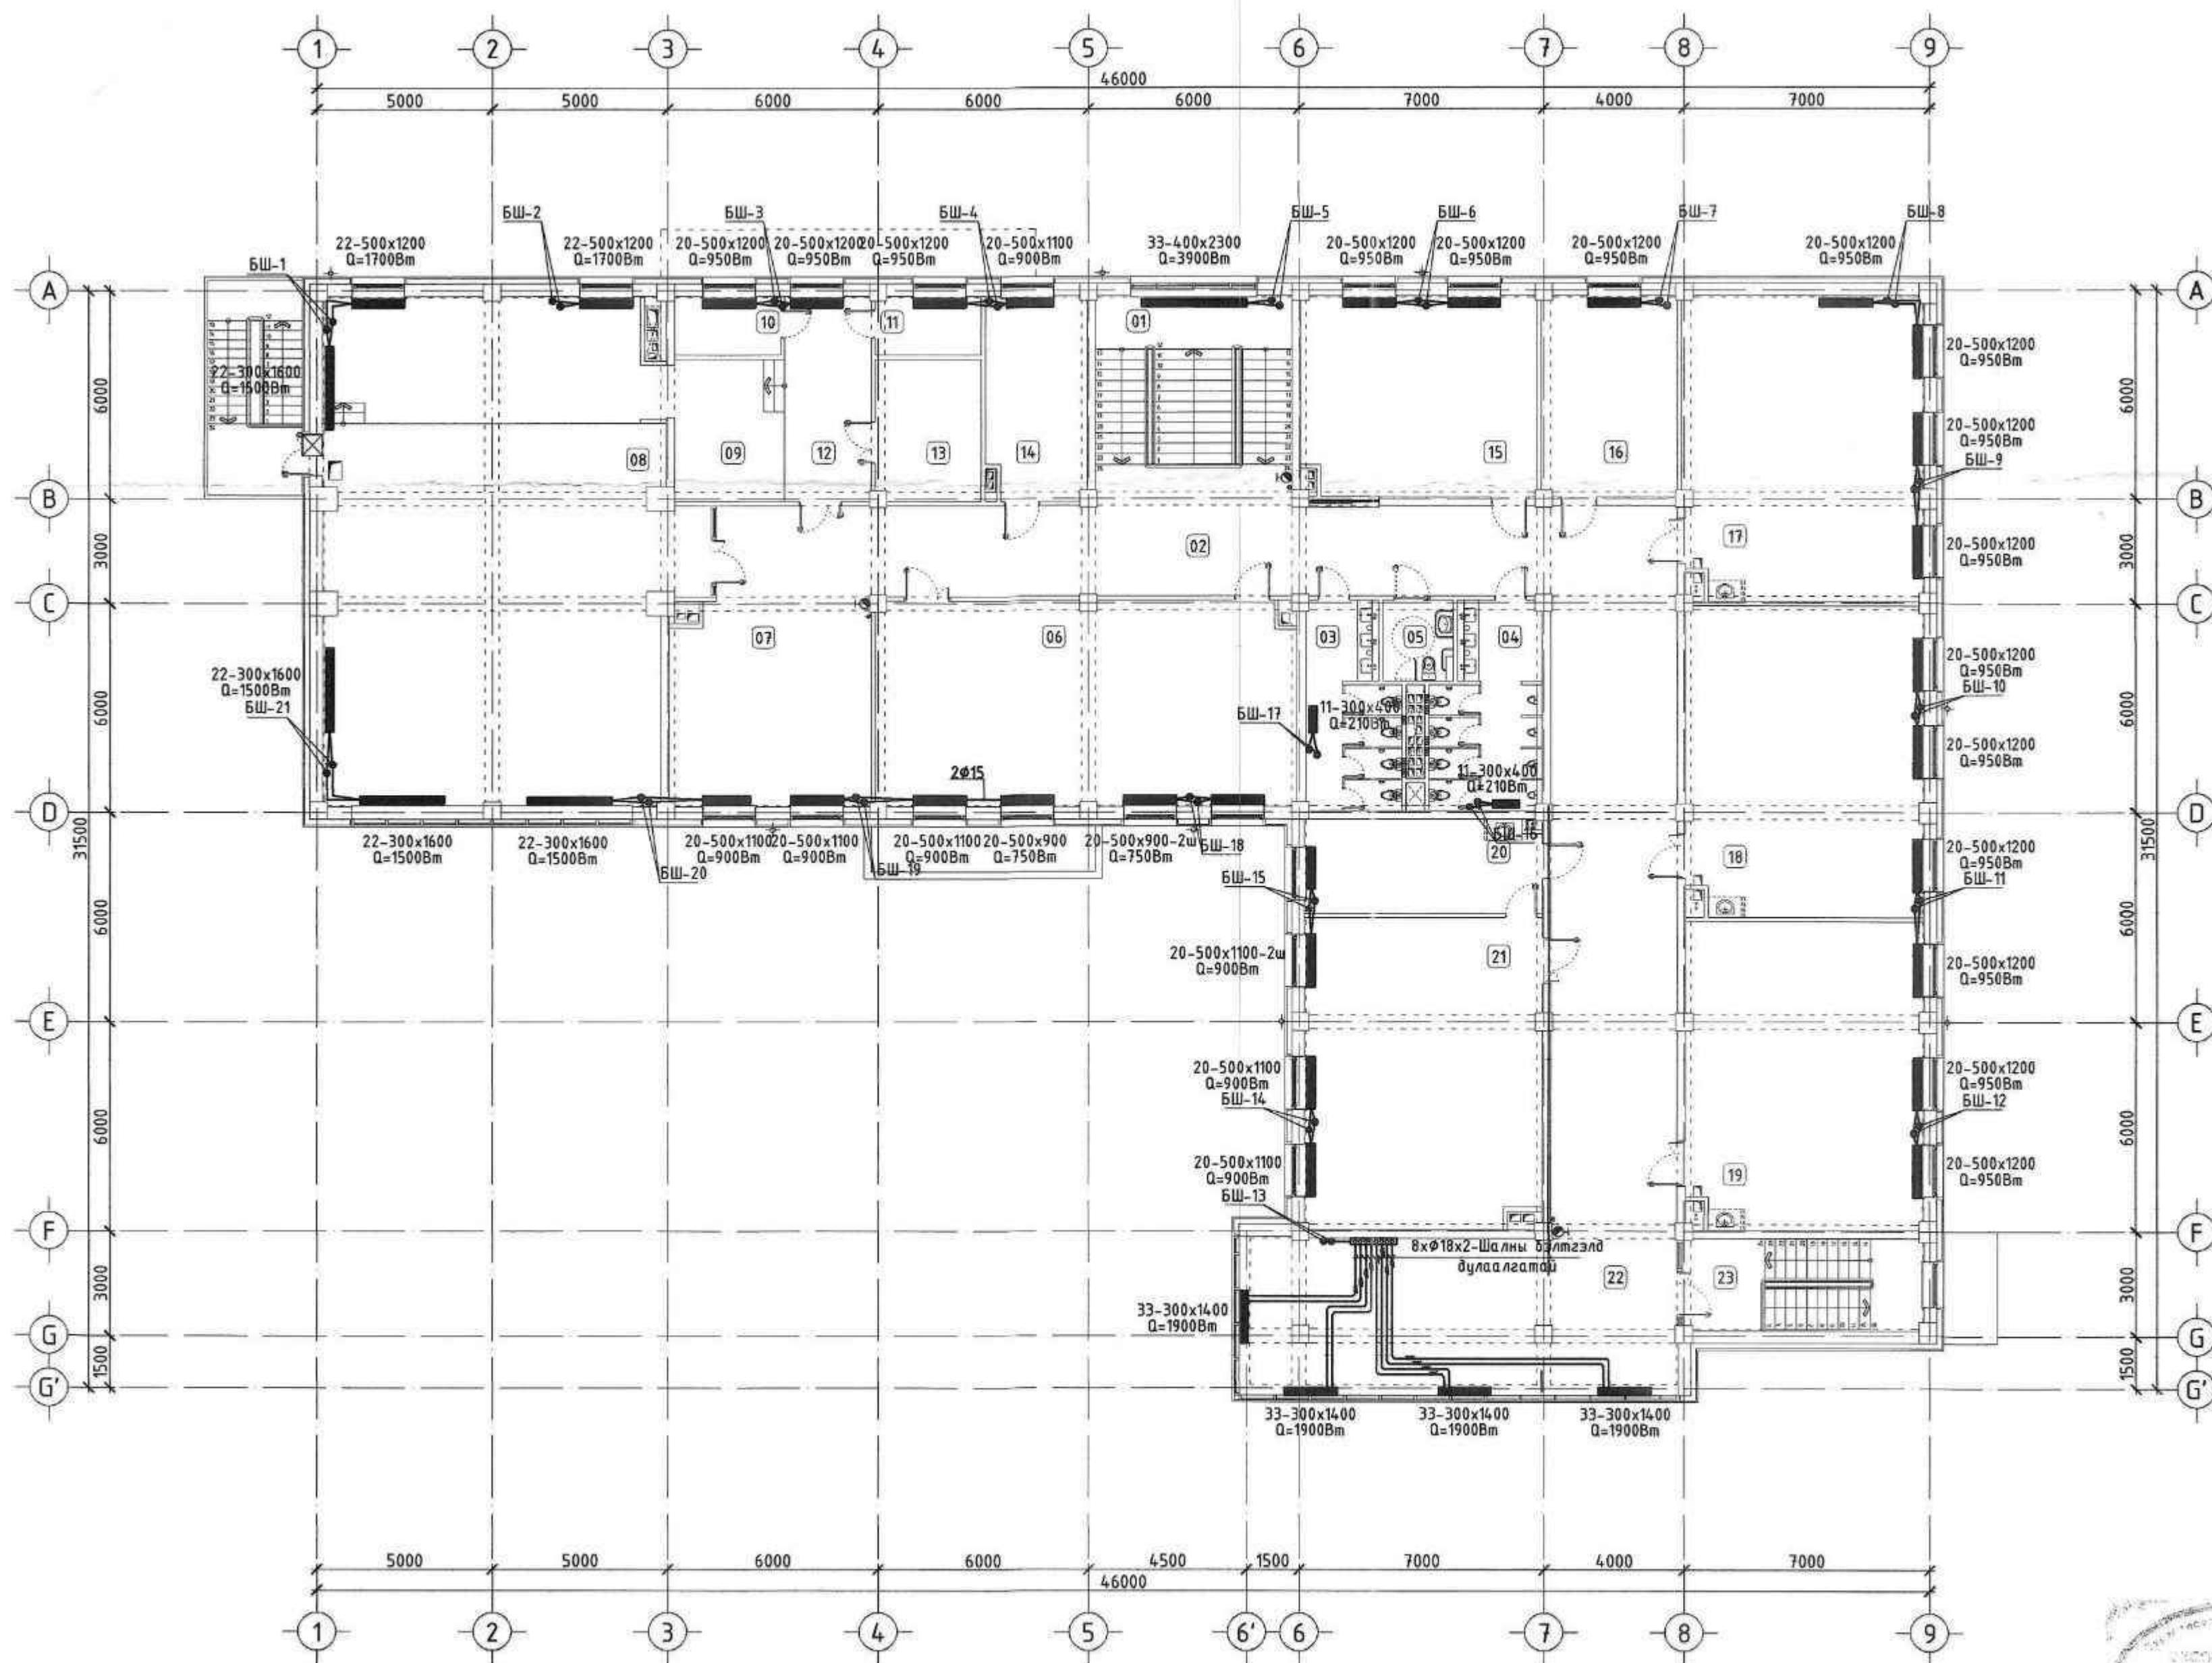 1 2 3 4 5 6 7 8 9
46000
5000 5000 6000 6000 6000 7000 4000 7000
БШ-2 БШ-3 БШ-4 БШ-5 БШ-6 БШ-7 БШ-8
22-500x1200 22-500x1200 20-500x1200 20-500x1200 20-500x1200 20-500x1100 33-400x2300 20-500x1200 20-500x1200 20-500x1200 20-500x1200
Q=1700Вт Q=1700Вт Q=950Вт Q=950Вт Q=950Вт Q=900Вт Q=3900Вт Q=950Вт Q=950Вт Q=950Вт Q=950Вт
БШ-1
A A
10 11 01
20-500x1200
Q=950Вт
22-300x1600
Q=1500Вт
6000 6000
20-500x1200
Q=950Вт
08 09 12 13 14 15 16
БШ-9
B B
17
02
20-500x1200
Q=950Вт
3000 3000
C C
07 06 03 05 04
20-500x1200
Q=950Вт
БШ-10
22-300x1600
Q=1500Вт
БШ-21
6000 6000
БШ-17
11-300x400
Q=210Вт
20-500x1200
Q=950Вт
2ø15
11-300x400
Q=210Вт
D D
31500 31500
22-300x1600 22-300x1600 20-500x1100 20-500x1100 20-500x1100 20-500x900 20-500x900-2ш
Q=1500Вт Q=1500Вт Q=900Вт Q=900Вт Q=900Вт Q=750Вт Q=750Вт
БШ-20 БШ-19 БШ-18
БШ-16
20 18
20-500x1200
Q=950Вт
БШ-15
БШ-11
6000 6000
20-500x1100-2ш
Q=900Вт
21
20-500x1200
Q=950Вт
E E
20-500x1100
Q=900Вт
БШ-14
20-500x1200
Q=950Вт
БШ-12
6000 6000
20-500x1100
Q=900Вт
БШ-13
19
20-500x1200
Q=950Вт
F F
8xø18x2-Шалны бэлтгэлд
дулаалгатай
22 23
3000 3000
33-300x1400
Q=1900Вт
G G
1500 1500
G' G'
33-300x1400 33-300x1400 33-300x1400
Q=1900Вт Q=1900Вт Q=1900Вт
5000 5000 6000 6000 4500 1500 7000 4000 7000
46000
1 2 3 4 5 6' 6 7 8 9